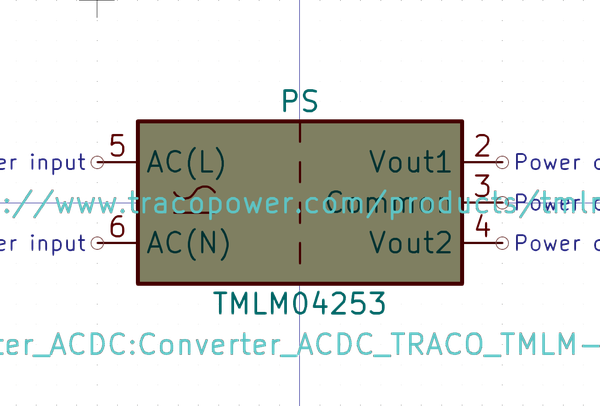 PS
5 2
er input AC(L) Vout1 Power
3
://www.tracopower.com/products/tmlm Common Power
6 4
er input AC(N) Vout2 Power
TMLM04253
ter_ACDC:Converter_ACDC_TRACO_TMLM-